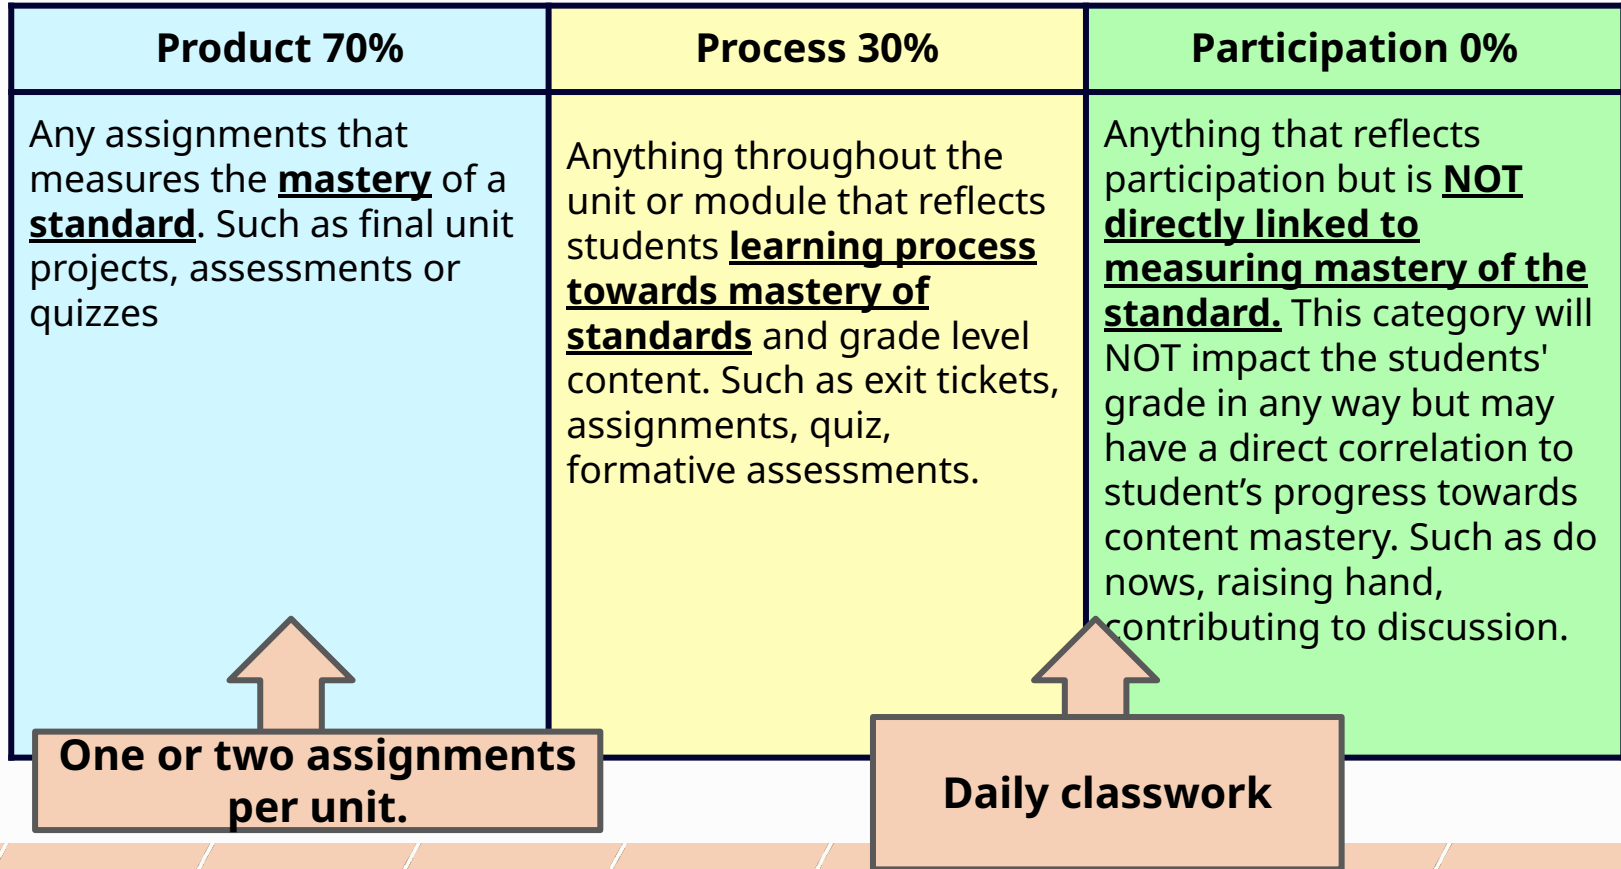 Product 70%
Process 30%
Participation 0%
Any assignments that
measures the mastery of a
standard. Such as final unit
projects, assessments or
quizzes
Anything throughout the
unit or module that reflects
students learning process
towards mastery of
standards and grade level
content. Such as exit tickets,
assignments, quiz,
formative assessments.
Anything that reflects
participation but is NOT
directly linked to
measuring mastery of the
standard. This category will
NOT impact the students'
grade in any way but may
have a direct correlation to
student’s progress towards
content mastery. Such as do
nows, raising hand,
contributing to discussion.
One or two assignments
per unit.
Daily classwork